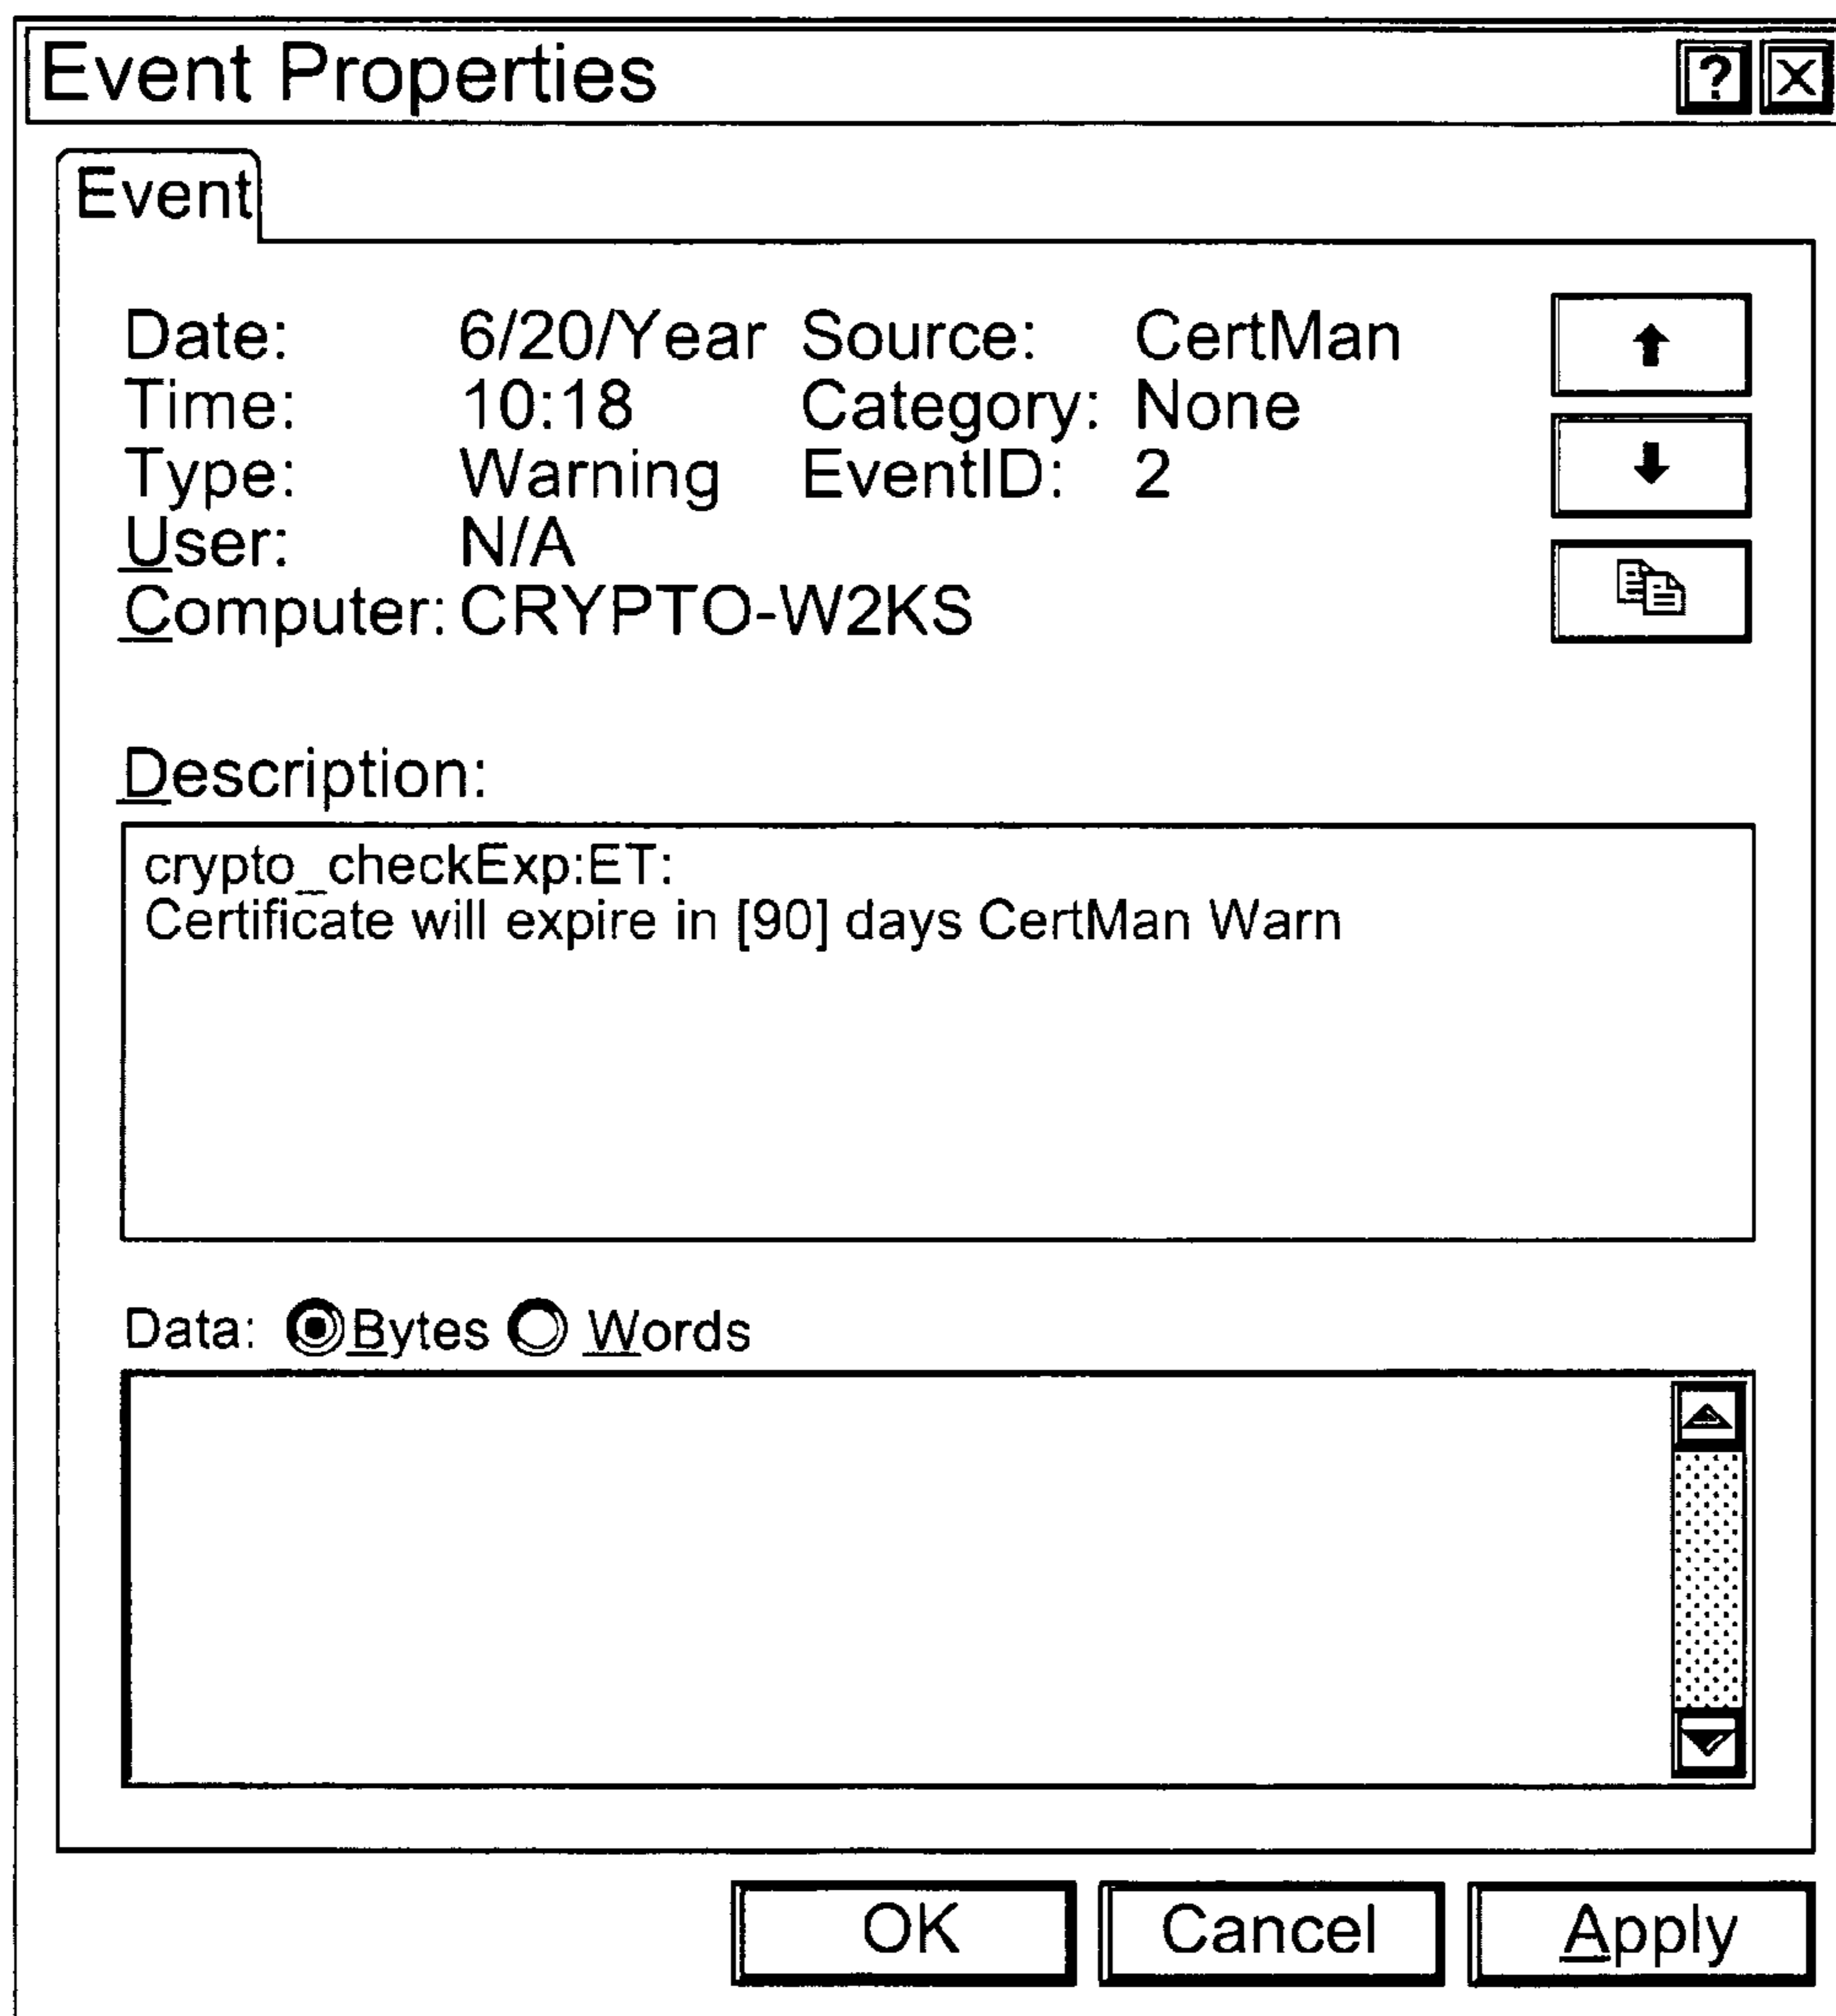 Event Properties ? X
Event
Date: 6/20/Year Source: CertMan
Time: 10:18 Category: None
Type: Warning EventID: 2
User: N/A
Computer: CRYPTO-W2KS
Description:
crypto_checkExp:ET:
Certificate will expire in [90] days CertMan Warn
Data: Bytes Words
OK Cancel Apply